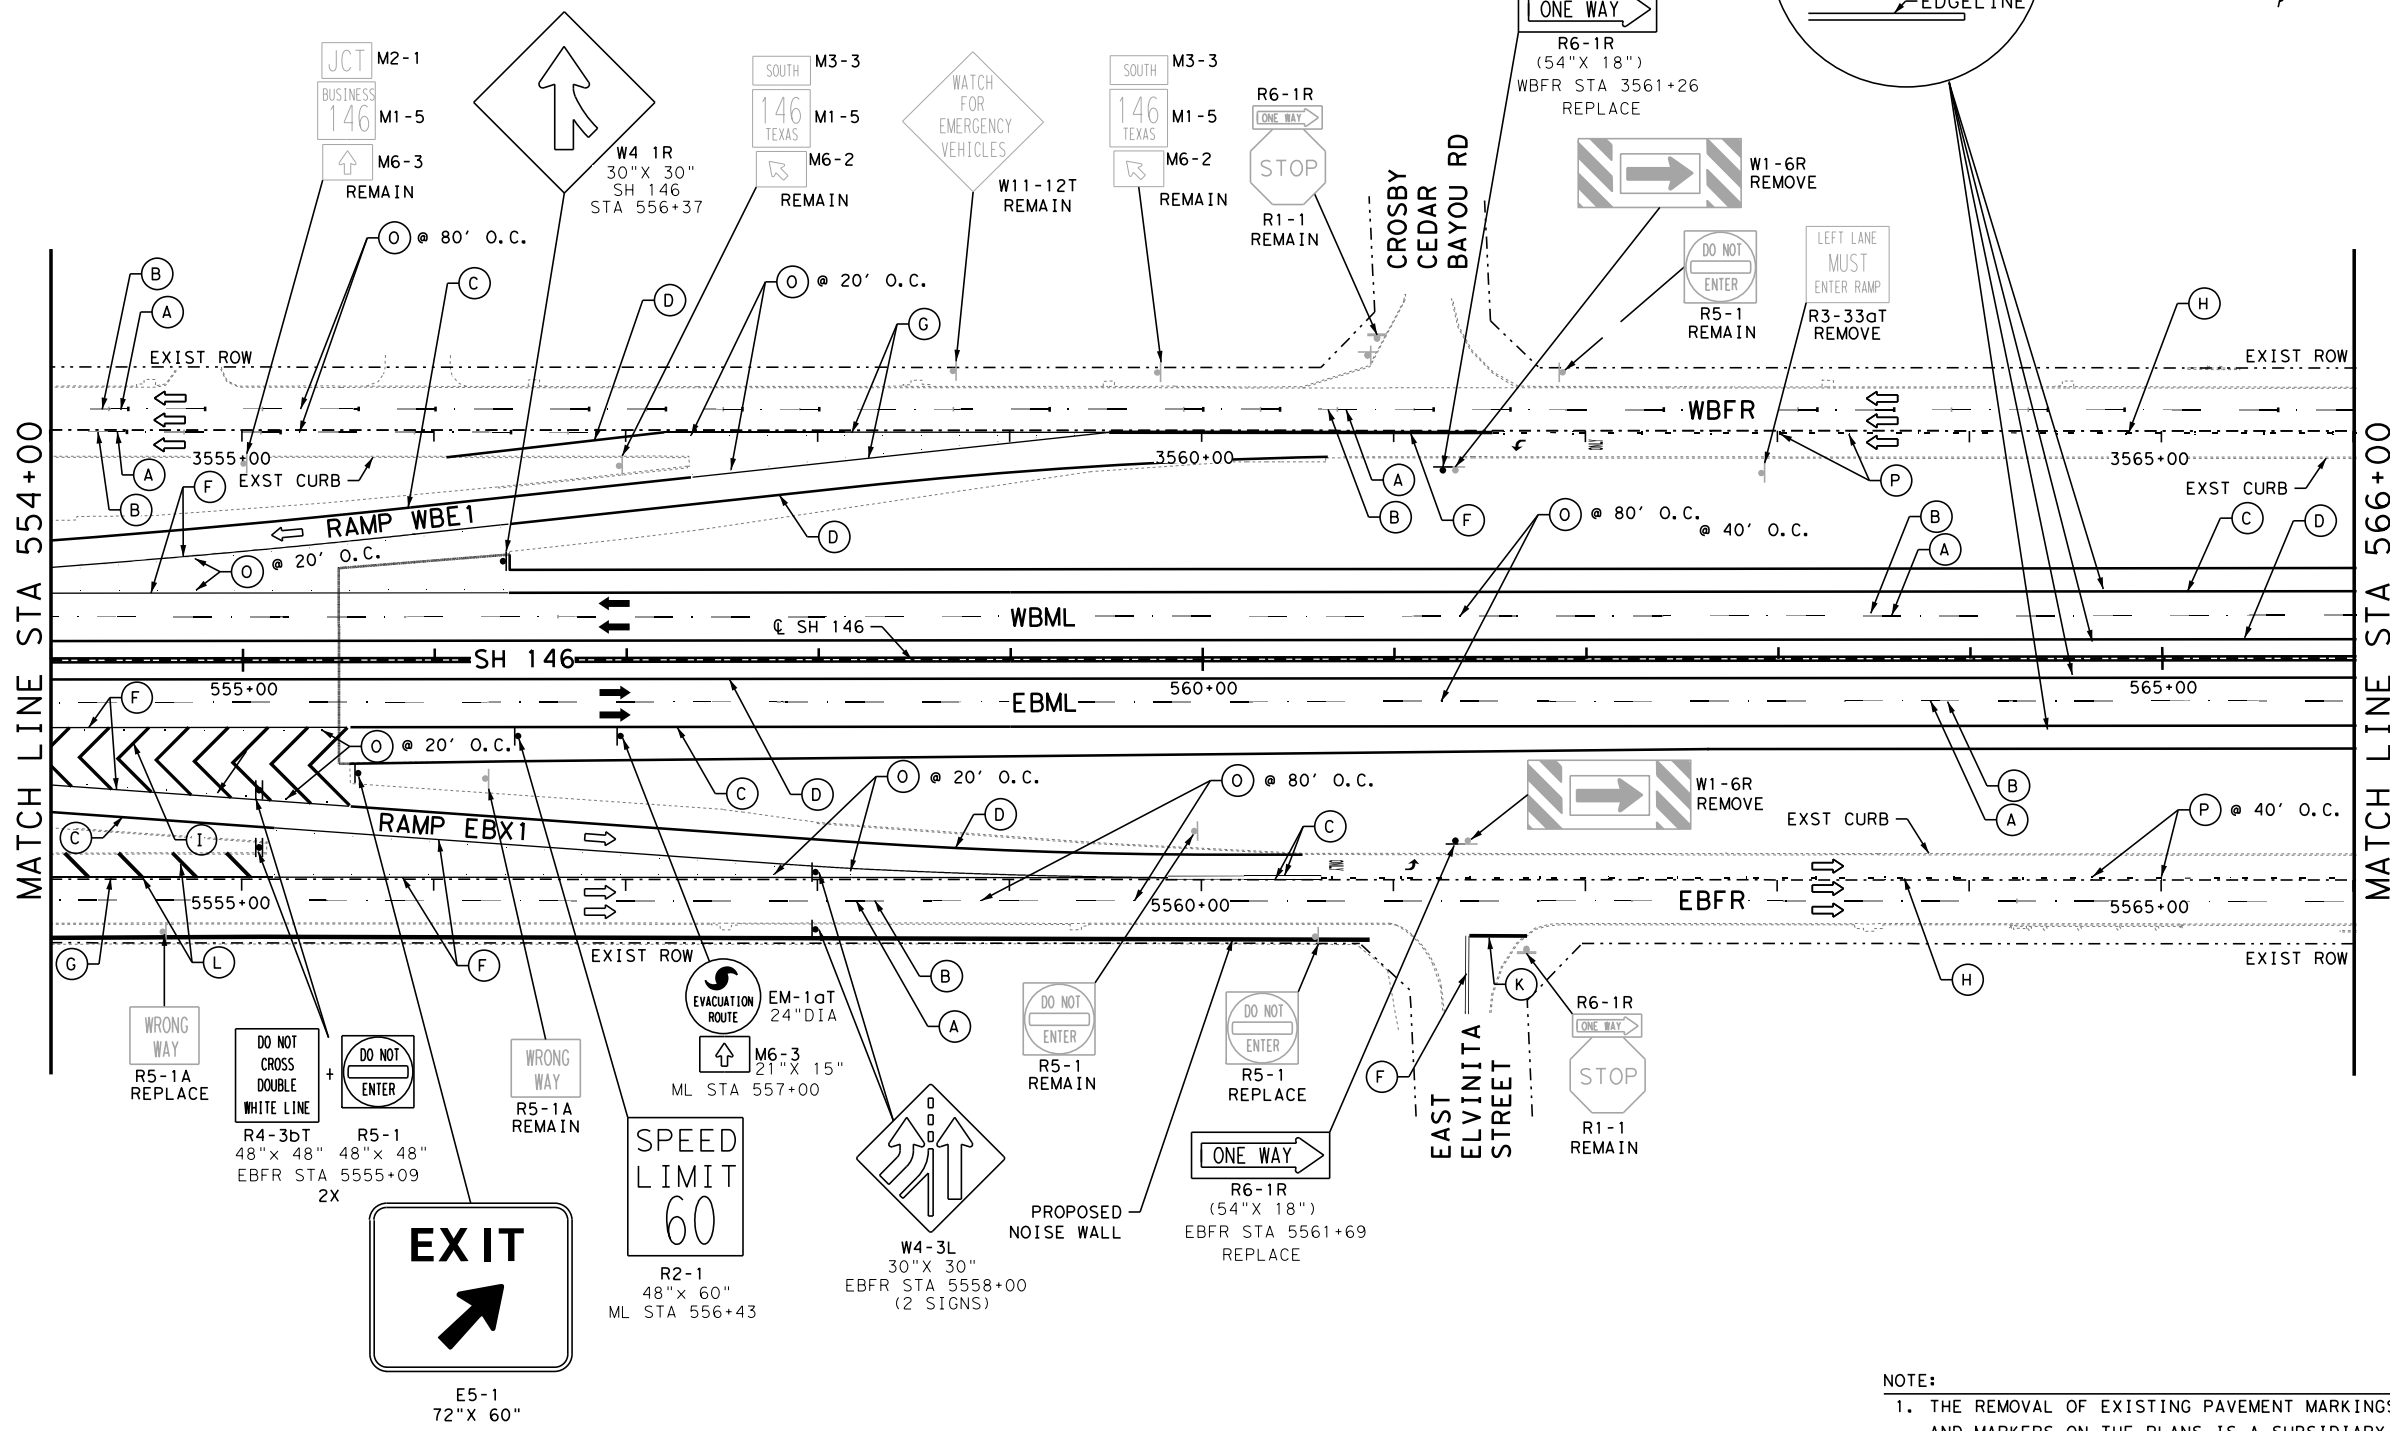 JCT
M2-1
BUSINESS
146
M1-5
M6-3
REMAIN
W4 1R
30"X 30"
SH 146
STA 556+37
SOUTH
M3-3
146
TEXAS
M1-5
M6-2
REMAIN
WATCH
FOR
EMERGENCY
VEHICLES
W11-12T
REMAIN
SOUTH
M3-3
146
TEXAS
M1-5
M6-2
REMAIN
R6-1R
ONE WAY
STOP
R1-1
REMAIN
CROSBY
CEDAR
BAYOU RD
ONE WAY
R6-1R
(54"X 18")
WBFR STA 3561+26
REPLACE
EDGELINE
W1-6R
REMOVE
DO NOT
ENTER
R5-1
REMAIN
LEFT LANE
MUST
ENTER RAMP
R3-33aT
REMOVE
O @ 80' O.C.
B
A
C
D
O @ 20' O.C.
G
H
EXIST ROW
EXIST ROW
WBFR
3555+00
3560+00
3565+00
EXST CURB
EXST CURB
A
B
F
A
B
F
P
RAMP WBE1
O @ 20' O.C.
D
O @ 80' O.C.
@ 40' O.C.
B
A
C
D
MATCH LINE STA 554+00
MATCH LINE STA 566+00
WBML
℄ SH 146
SH 146
555+00
560+00
565+00
EBML
F
O @ 20' O.C.
C
D
O @ 20' O.C.
O @ 80' O.C.
C
D
B
A
P @ 40' O.C.
EXST CURB
W1-6R
REMOVE
C
I
RAMP EBX1
5555+00
5560+00
5565+00
EBFR
G
L
F
EXIST ROW
EXIST ROW
B
A
K
H
F
WRONG
WAY
R5-1A
REPLACE
DO NOT
CROSS
DOUBLE
WHITE LINE
+
DO NOT
ENTER
R4-3bT R5-1
48"x 48" 48"x 48"
EBFR STA 5555+09
2X
WRONG
WAY
R5-1A
REMAIN
EVACUATION
ROUTE
EM-1aT
24"DIA
M6-3
21"X 15"
ML STA 557+00
DO NOT
ENTER
R5-1
REMAIN
DO NOT
ENTER
R5-1
REPLACE
EAST
ELVINITA
STREET
R6-1R
ONE WAY
STOP
R1-1
REMAIN
EXIT
E5-1
72"X 60"
SPEED
LIMIT
60
R2-1
48"x 60"
ML STA 556+43
W4-3L
30"X 30"
EBFR STA 5558+00
(2 SIGNS)
PROPOSED
NOISE WALL
ONE WAY
R6-1R
(54"X 18")
EBFR STA 5561+69
REPLACE
NOTE:
1. THE REMOVAL OF EXISTING PAVEMENT MARKINGS
AND MARKERS ON THE PLANS IS A SUBSIDIARY